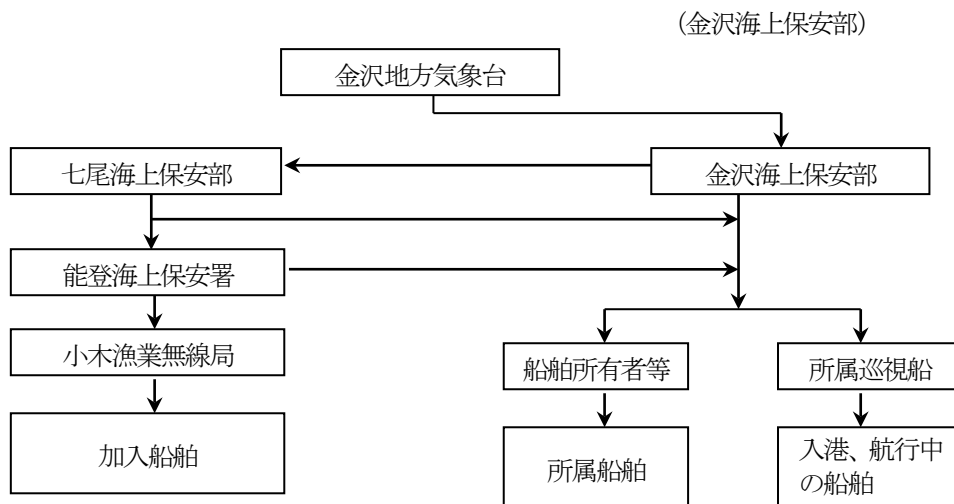 (金沢海上保安部)
金沢地方気象台
七尾海上保安部
金沢海上保安部
能登海上保安署
小木漁業無線局
船舶所有者等
所属巡視船
加入船舶
所属船舶
入港、航行中
の船舶